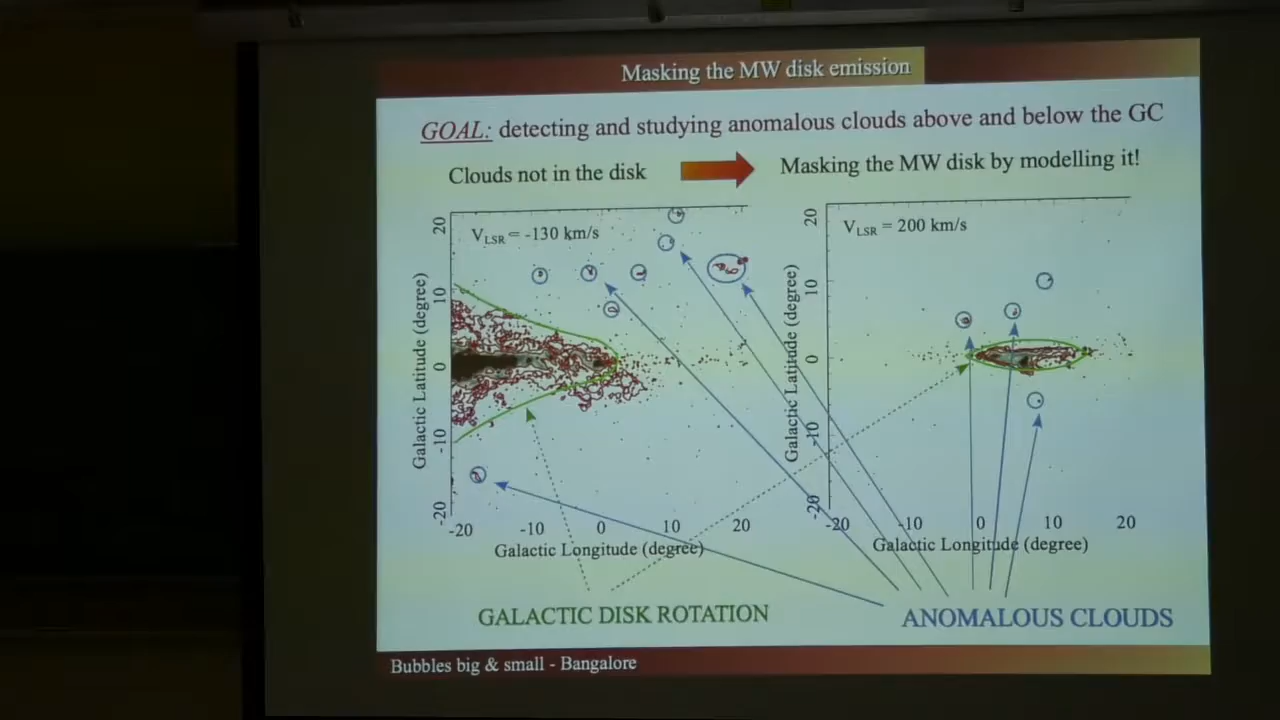 Masking the MW disk emission
GOAL: detecting and studying anomalous clouds above and below the GC
Clouds not in the disk
Masking the MW disk by modelling it!
VLSR = -130 km/s
Galactic Latitude (degree)
20
10
0
-10
-20
-20 -10 0 10 20
Galactic Longitude (degree)
VLSR = 200 km/s
Galactic Latitude (degree)
20
10
0
-10
-20
-20 -10 0 10 20
Galactic Longitude (degree)
GALACTIC DISK ROTATION
ANOMALOUS CLOUDS
Bubbles big & small - Bangalore